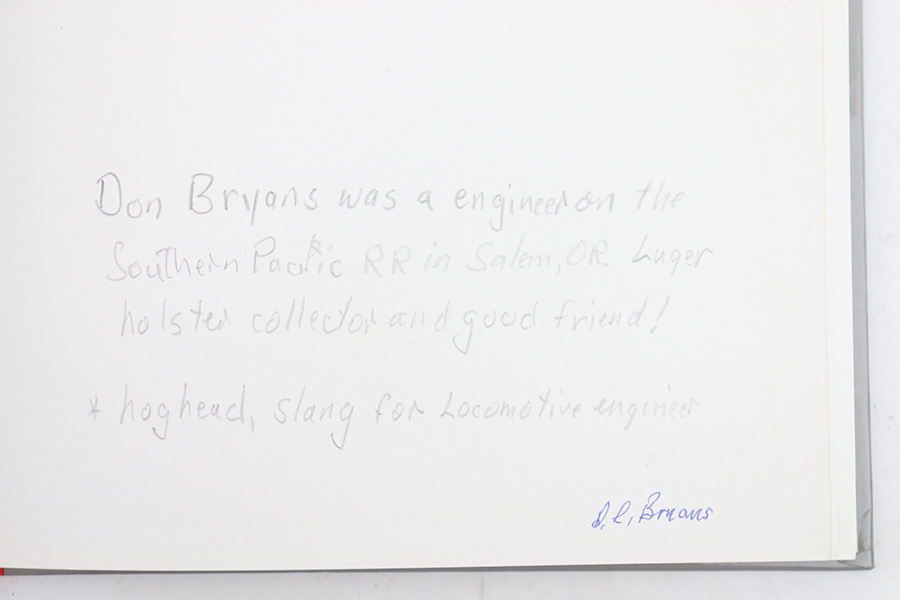 Don Bryans was a engineer on the
Southern Pacific RR in Salem, OR. Luger
holster collector and good friend!
* hoghead, slang for Locomotive engineer
D. L. Bryans